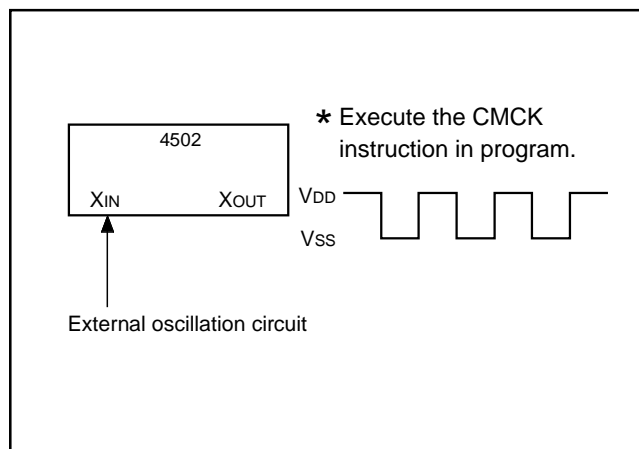 * Execute the CMCK
instruction in program.
4502
XIN
XOUT
VDD
VSS
External oscillation circuit